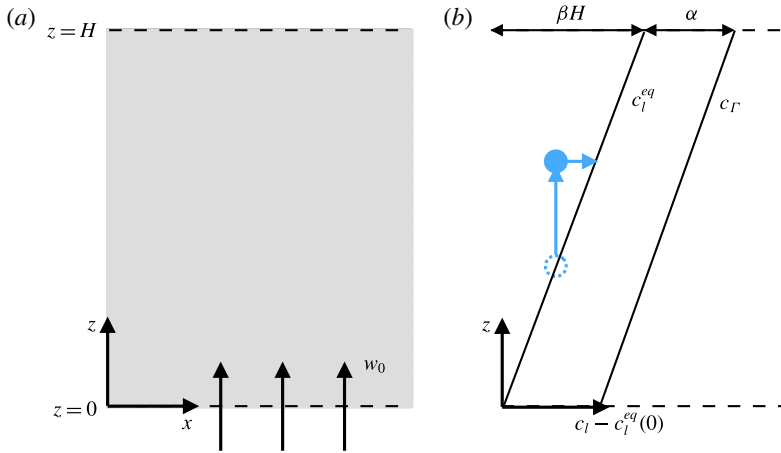 (a)
z = H
z
w₀
z = 0
x
(b)
βH
α
c_l^{eq}
c_Γ
z
c_l − c_l^{eq}(0)